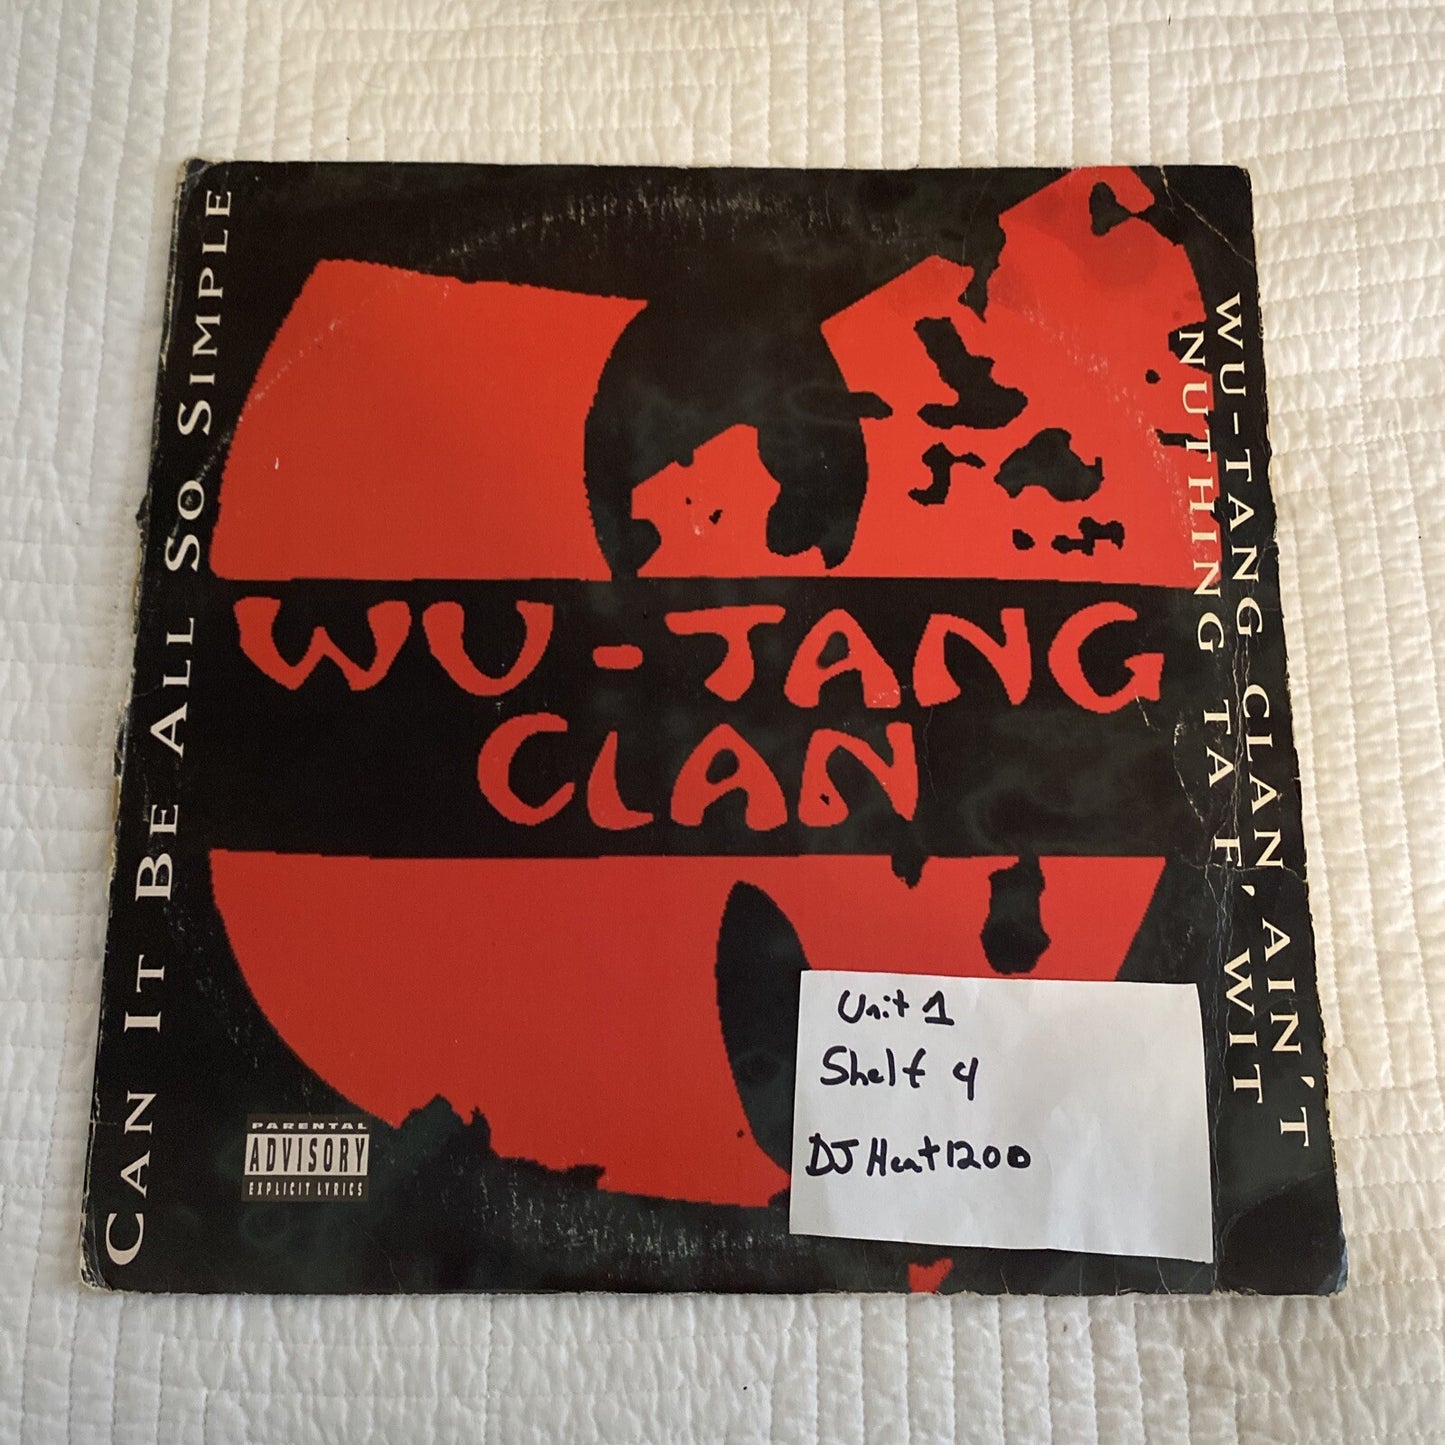 CAN IT BE ALL SO SIMPLE
WU-TANG CLAN, AIN'T
NUTHING TA F, WIT
WU-TANG
CLAN
PARENTAL
ADVISORY
EXPLICIT LYRICS
Unit 1
Shelf 4
DJ Heat1200